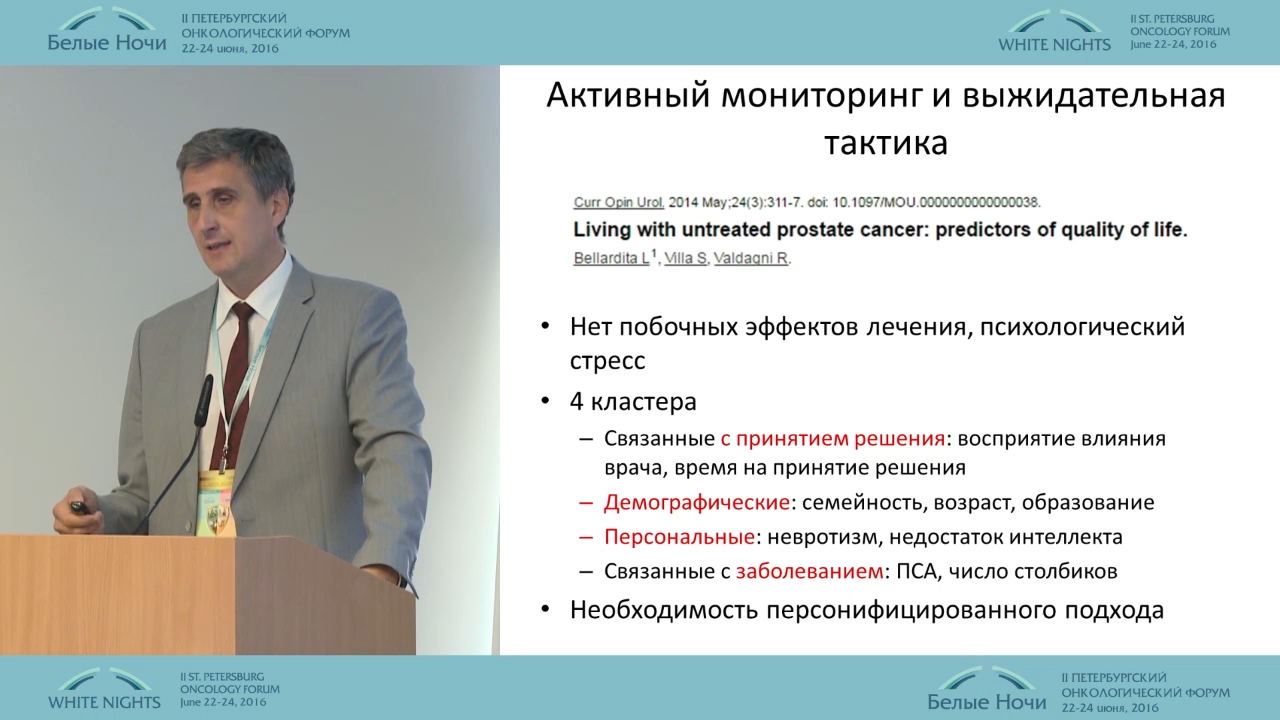 Белые Ночи
II ПЕТЕРБУРГСКИЙ
ОНКОЛОГИЧЕСКИЙ ФОРУМ
22-24 июня, 2016
WHITE NIGHTS
II ST. PETERSBURG
ONCOLOGY FORUM
June 22-24, 2016
Активный мониторинг и выжидательная
тактика
Curr Opin Urol. 2014 May;24(3):311-7. doi: 10.1097/MOU.0000000000000038.
Living with untreated prostate cancer: predictors of quality of life.
Bellardita L1, Villa S, Valdagni R.
• Нет побочных эффектов лечения, психологический
стресс
• 4 кластера
– Связанные с принятием решения: восприятие влияния
врача, время на принятие решения
– Демографические: семейность, возраст, образование
– Персональные: невротизм, недостаток интеллекта
– Связанные с заболеванием: ПСА, число столбиков
• Необходимость персонифицированного подхода
WHITE NIGHTS
II ST. PETERSBURG
ONCOLOGY FORUM
June 22-24, 2016
Белые Ночи
II ПЕТЕРБУРГСКИЙ
ОНКОЛОГИЧЕСКИЙ ФОРУМ
22-24 июня, 2016